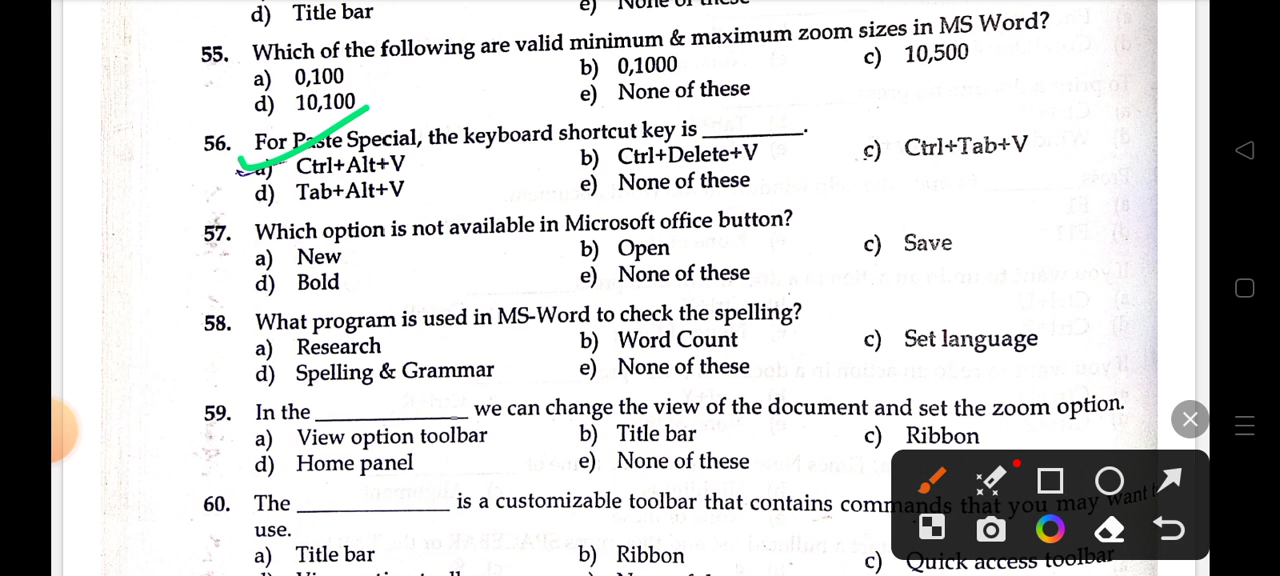 d) Title bar e) None of these
55. Which of the following are valid minimum & maximum zoom sizes in MS Word?
a) 0,100 b) 0,1000 c) 10,500
d) 10,100 e) None of these
56. For Paste Special, the keyboard shortcut key is __________.
a) Ctrl+Alt+V b) Ctrl+Delete+V c) Ctrl+Tab+V
d) Tab+Alt+V e) None of these
57. Which option is not available in Microsoft office button?
a) New b) Open c) Save
d) Bold e) None of these
58. What program is used in MS-Word to check the spelling?
a) Research b) Word Count c) Set language
d) Spelling & Grammar e) None of these
59. In the _______________ we can change the view of the document and set the zoom option.
a) View option toolbar b) Title bar c) Ribbon
d) Home panel e) None of these
60. The _______________ is a customizable toolbar that contains commands that you may want t
use.
a) Title bar b) Ribbon c) Quick access toolbar